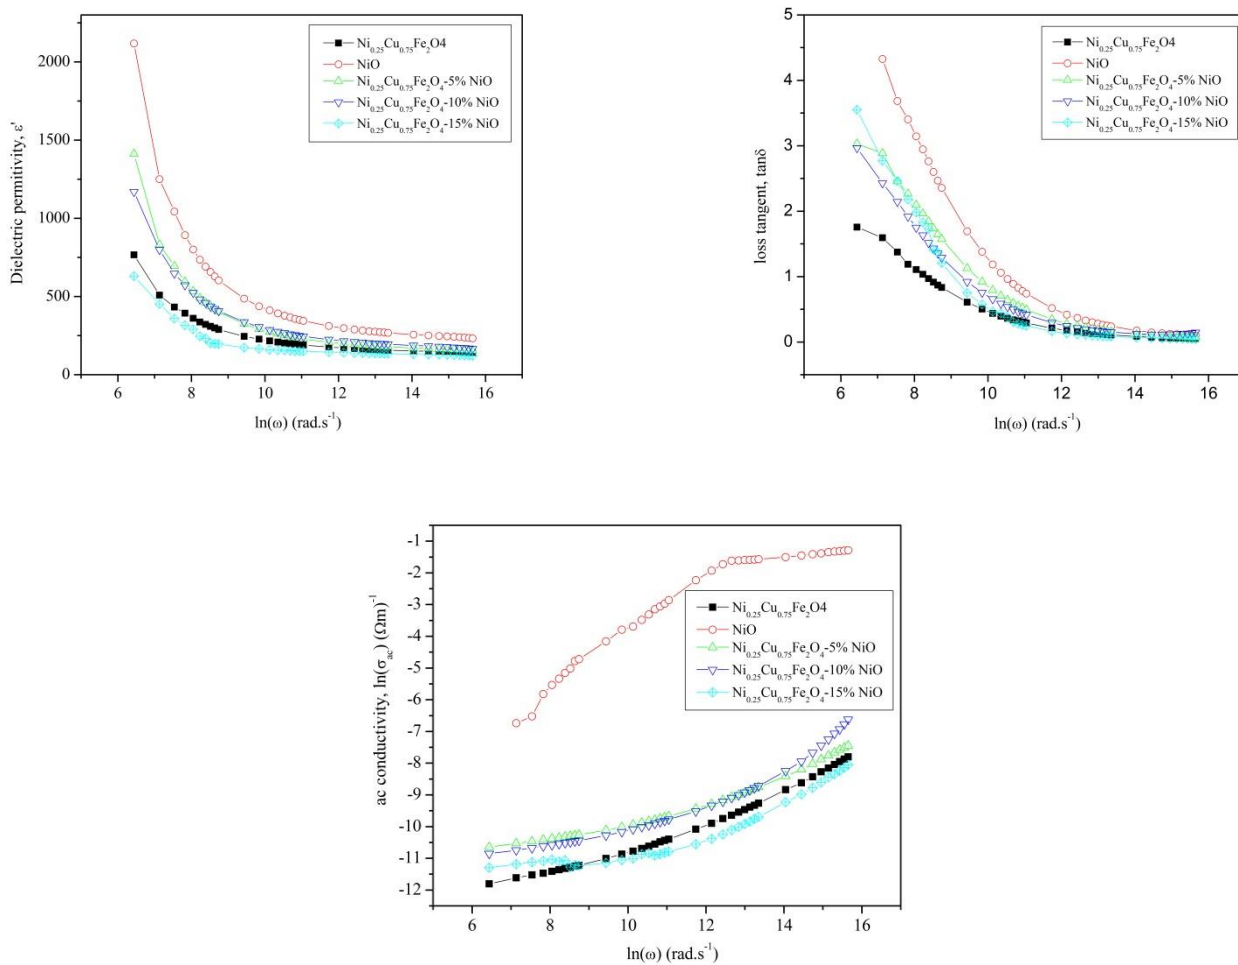 Dielectric permitivity, ε'
2000
1500
1000
500
0
6 8 10 12 14 16
ln(ω) (rad.s⁻¹)
Ni₀.₂₅Cu₀.₇₅Fe₂O4
NiO
Ni₀.₂₅Cu₀.₇₅Fe₂O₄-5% NiO
Ni₀.₂₅Cu₀.₇₅Fe₂O₄-10% NiO
Ni₀.₂₅Cu₀.₇₅Fe₂O₄-15% NiO
loss tangent, tanδ
5
4
3
2
1
0
6 8 10 12 14 16
ln(ω) (rad.s⁻¹)
Ni₀.₂₅Cu₀.₇₅Fe₂O4
NiO
Ni₀.₂₅Cu₀.₇₅Fe₂O₄-5% NiO
Ni₀.₂₅Cu₀.₇₅Fe₂O₄-10% NiO
Ni₀.₂₅Cu₀.₇₅Fe₂O₄-15% NiO
ac conductivity, ln(σac) (Ωm)⁻¹
-1
-2
-3
-4
-5
-6
-7
-8
-9
-10
-11
-12
6 8 10 12 14 16
ln(ω) (rad.s⁻¹)
Ni₀.₂₅Cu₀.₇₅Fe₂O4
NiO
Ni₀.₂₅Cu₀.₇₅Fe₂O₄-5% NiO
Ni₀.₂₅Cu₀.₇₅Fe₂O₄-10% NiO
Ni₀.₂₅Cu₀.₇₅Fe₂O₄-15% NiO